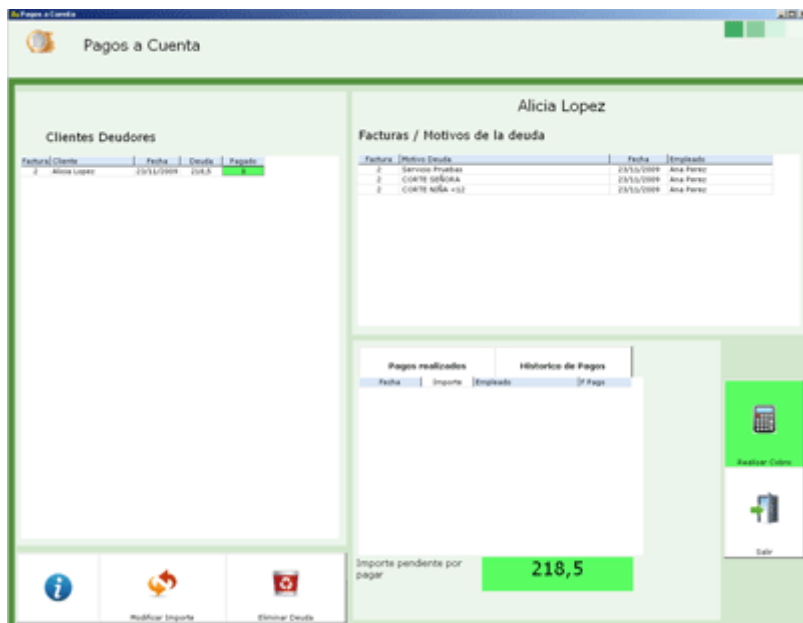 Pagos a Cuenta
Pagos a Cuenta
Alicia Lopez
Clientes Deudores
Facturas / Motivos de la deuda
Factura Cliente Fecha Deuda Pagado
2 Alicia Lopez 23/11/2009 218,5
Factura Motivo Deuda Fecha Empleado
2 Servicio Pruebas 23/11/2009 Ana Perez
2 CORTE SEÑORA 23/11/2009 Ana Perez
2 CORTE NIÑA <12 23/11/2009 Ana Perez
Pagos realizados Historico de Pagos
Fecha Importe Empleado F Pago
Realizar Cobro
Salir
Importe pendiente por
pagar
218,5
Modificar Importe Eliminar Deuda